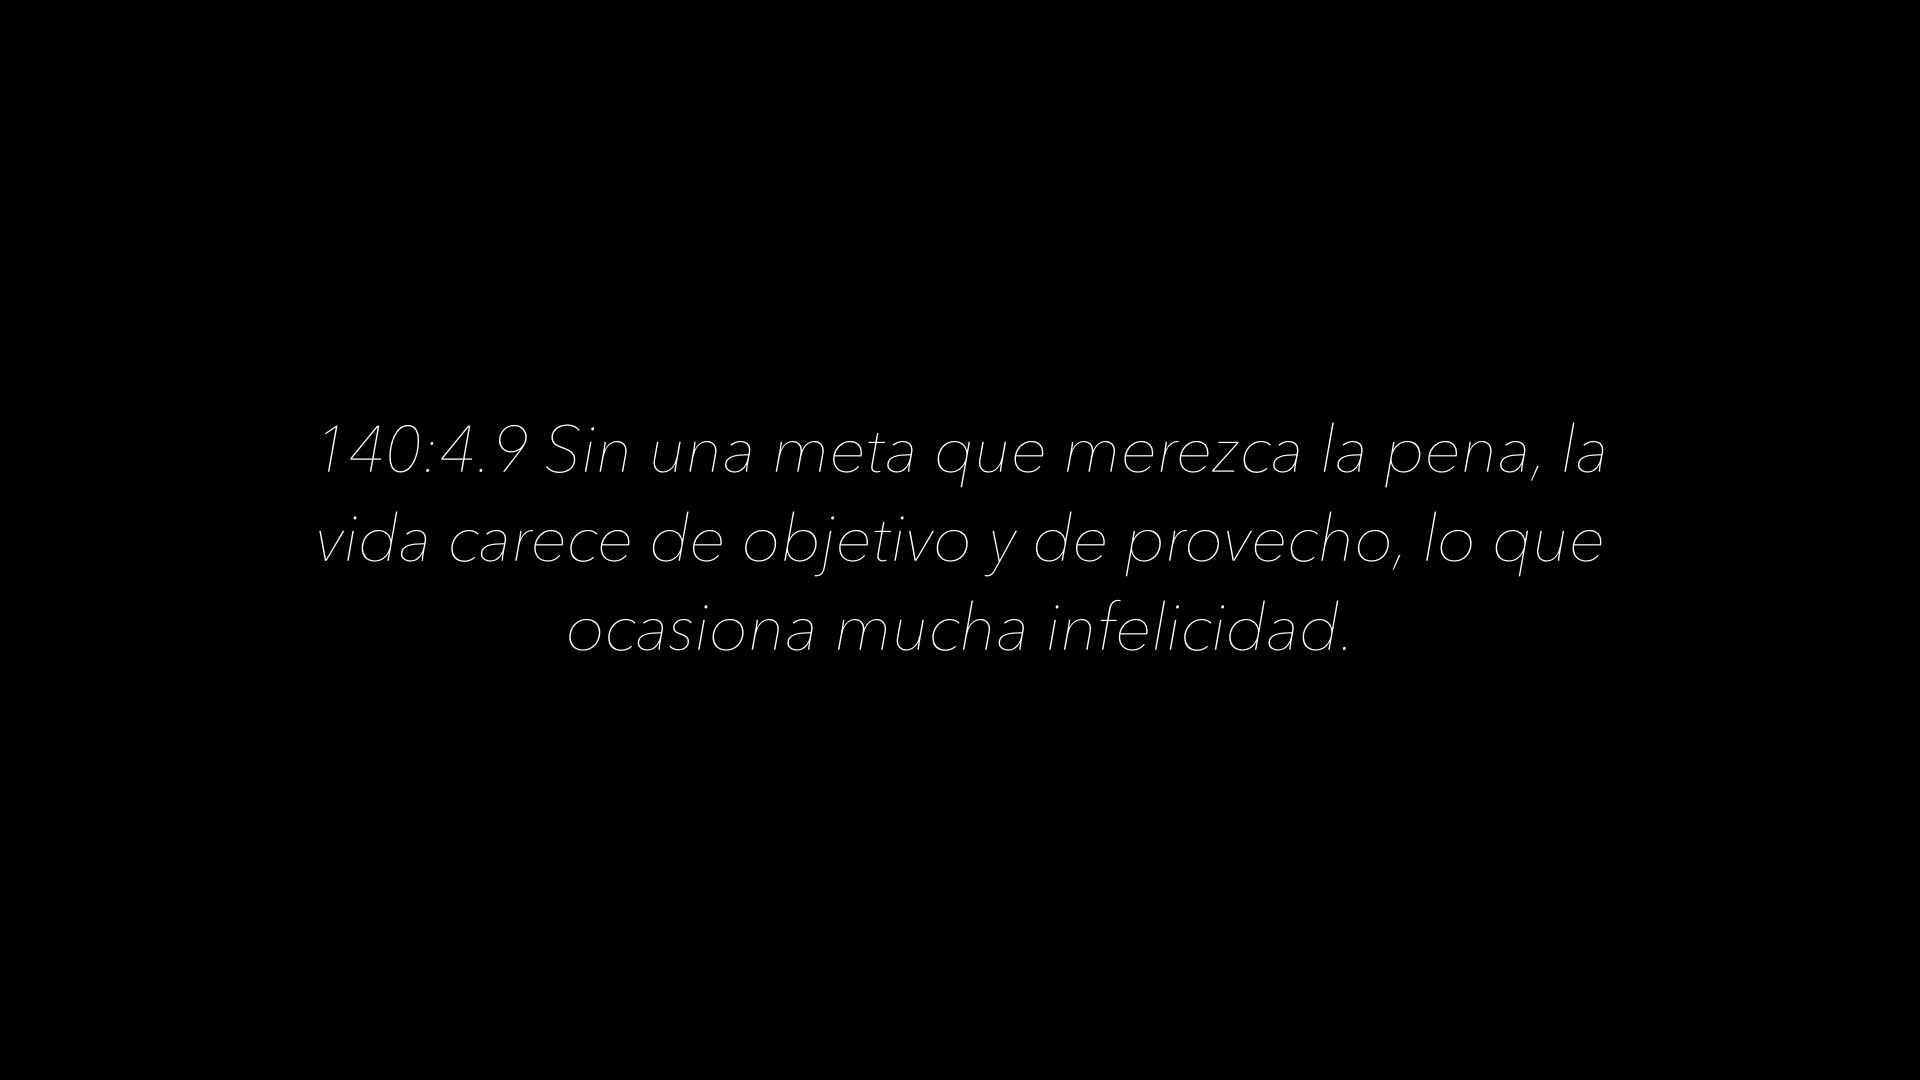 140:4.9 Sin una meta que merezca la pena, la
vida carece de objetivo y de provecho, lo que
ocasiona mucha infelicidad.